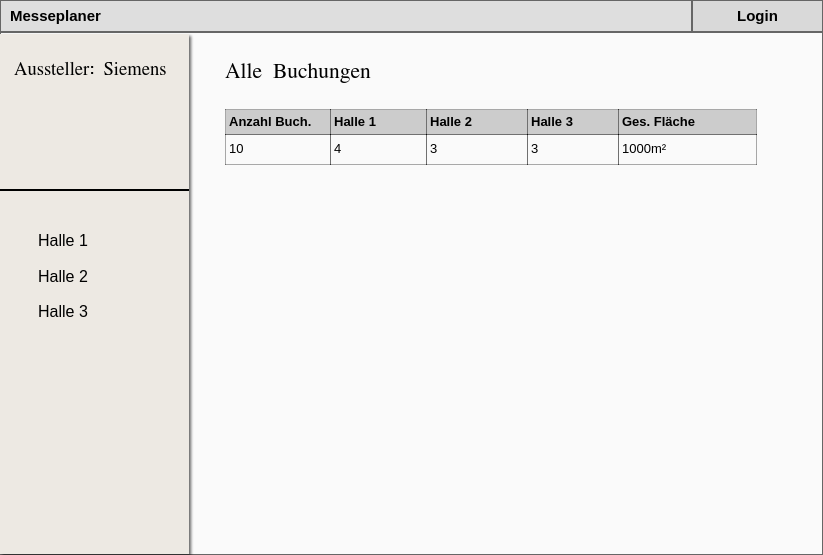 Messeplaner Login
Aussteller: Siemens
Alle Buchungen
Anzahl Buch. Halle 1 Halle 2 Halle 3 Ges. Fläche
10 4 3 3 1000m²
Halle 1
Halle 2
Halle 3